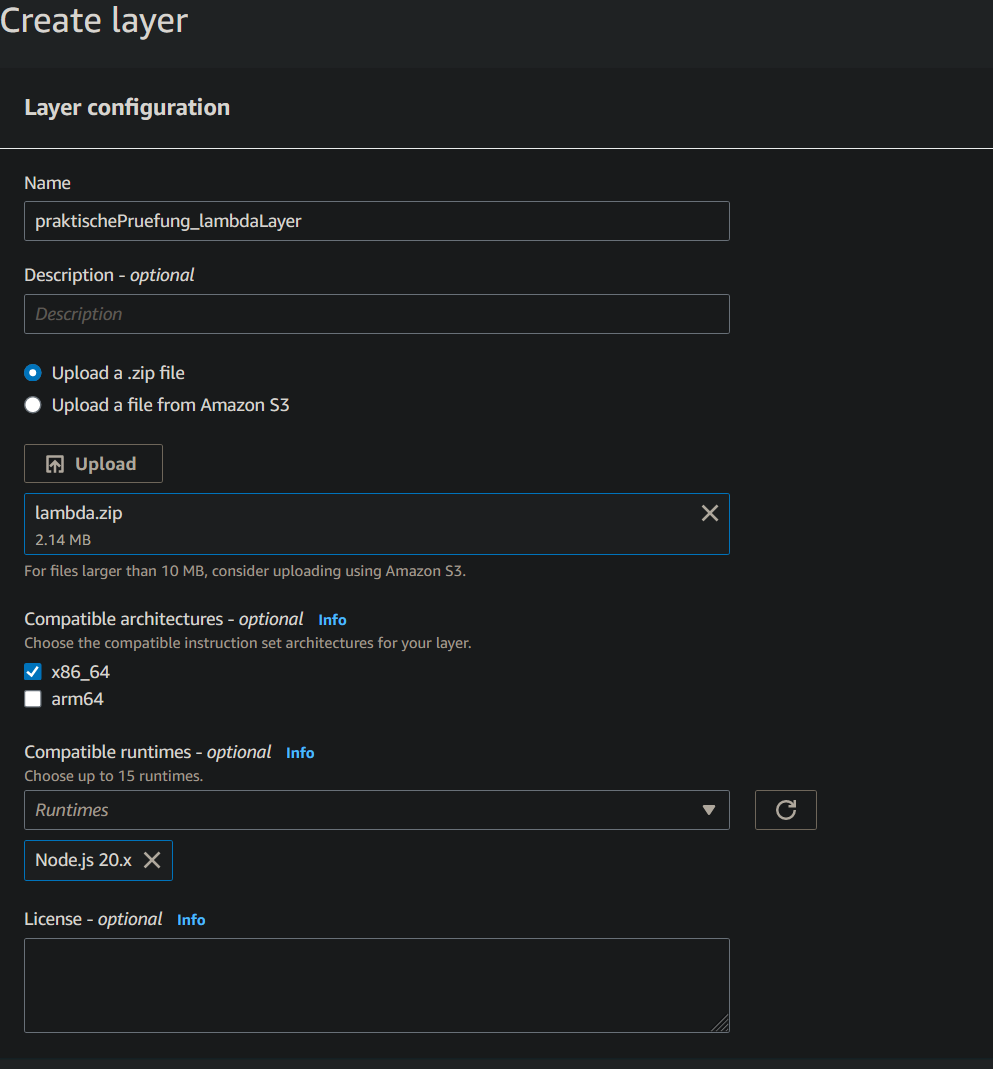 Create layer
Layer configuration
Name
praktischePruefung_lambdaLayer
Description - optional
Description
Upload a .zip file
Upload a file from Amazon S3
Upload
lambda.zip
2.14 MB
For files larger than 10 MB, consider uploading using Amazon S3.
Compatible architectures - optional Info
Choose the compatible instruction set architectures for your layer.
x86_64
arm64
Compatible runtimes - optional Info
Choose up to 15 runtimes.
Runtimes
Node.js 20.x
License - optional Info